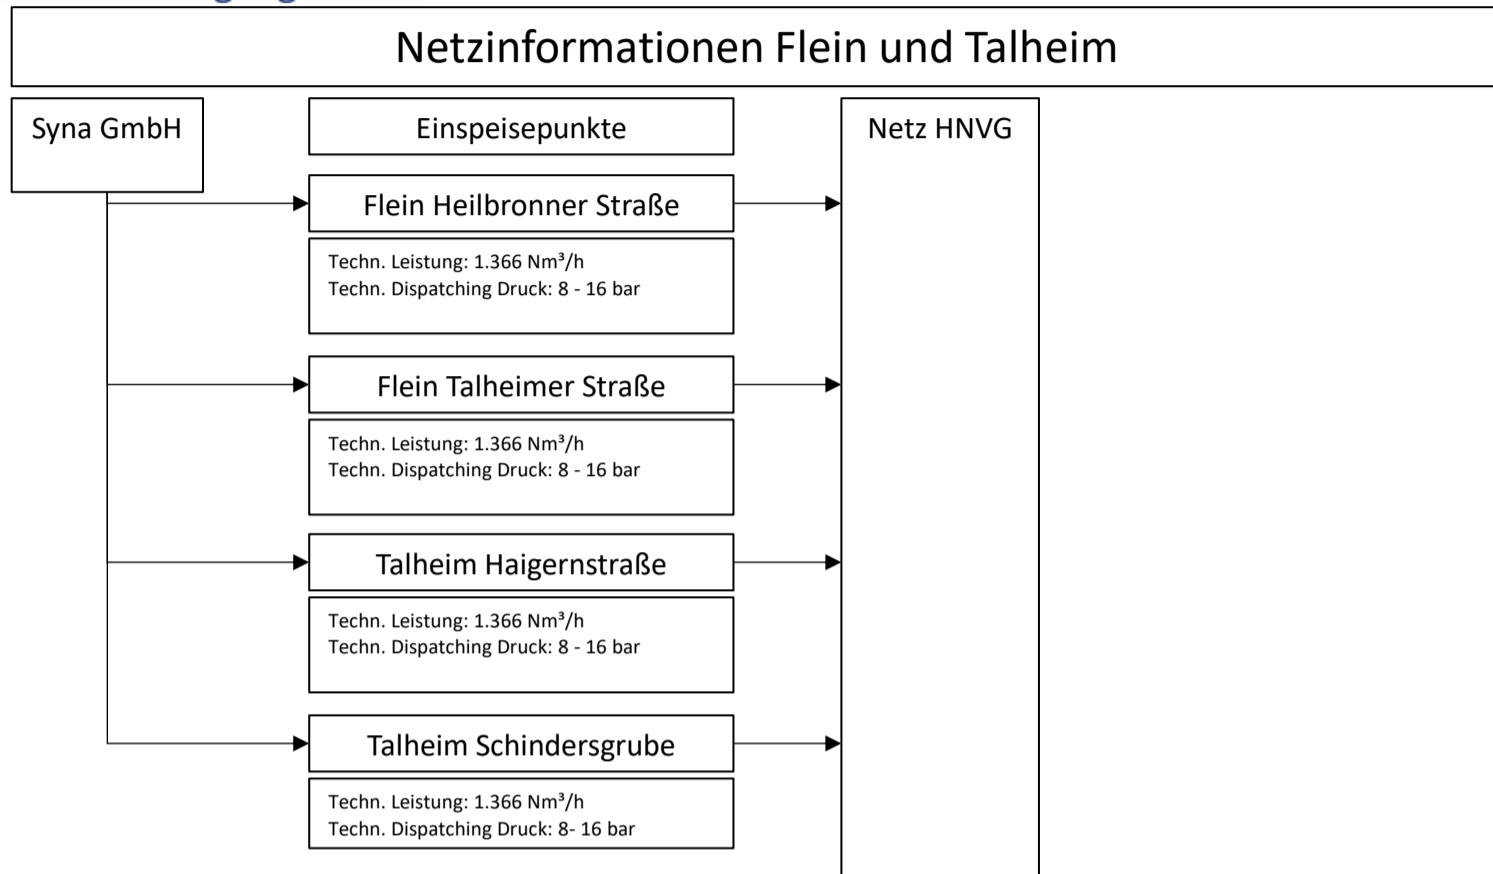 Netzinformationen Flein und Talheim
Syna GmbH
Einspeisepunkte
Netz HNVG
Flein Heilbronner Straße
Techn. Leistung: 1.366 Nm³/h
Techn. Dispatching Druck: 8 - 16 bar
Flein Talheimer Straße
Techn. Leistung: 1.366 Nm³/h
Techn. Dispatching Druck: 8 - 16 bar
Talheim Haigernstraße
Techn. Leistung: 1.366 Nm³/h
Techn. Dispatching Druck: 8 - 16 bar
Talheim Schindersgrube
Techn. Leistung: 1.366 Nm³/h
Techn. Dispatching Druck: 8- 16 bar